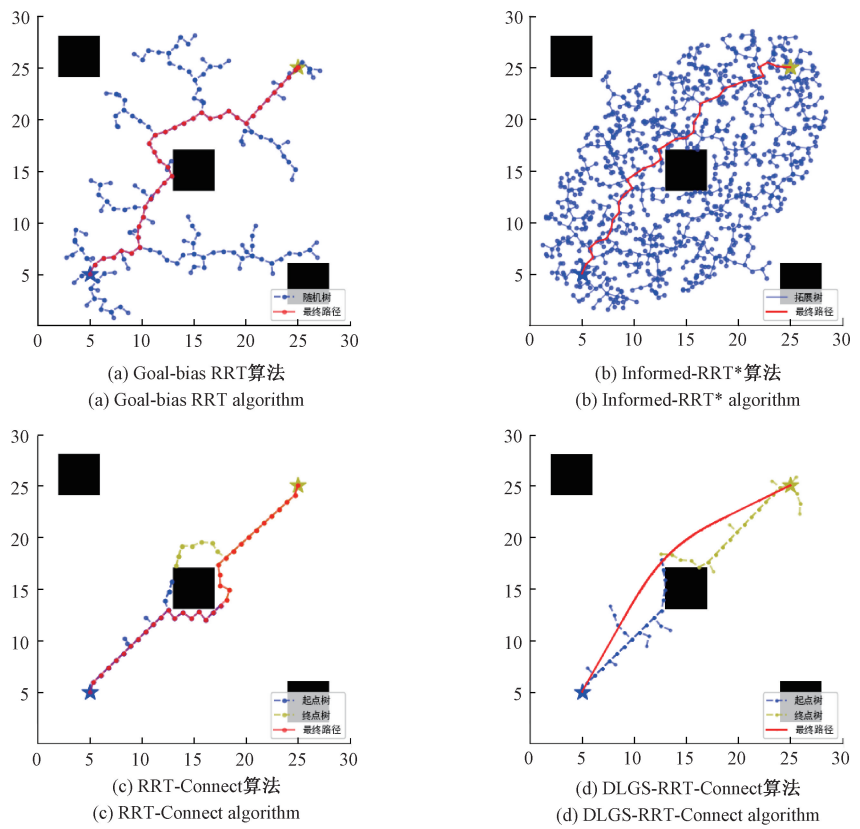 30
25
20
15
10
5
0 5 10 15 20 25 30
随机树
最终路径
(a) Goal-bias RRT算法
(a) Goal-bias RRT algorithm
30
25
20
15
10
5
0 5 10 15 20 25 30
拓展树
最终路径
(b) Informed-RRT*算法
(b) Informed-RRT* algorithm
30
25
20
15
10
5
0 5 10 15 20 25 30
起点树
终点树
最终路径
(c) RRT-Connect算法
(c) RRT-Connect algorithm
30
25
20
15
10
5
0 5 10 15 20 25 30
起点树
终点树
最终路径
(d) DLGS-RRT-Connect算法
(d) DLGS-RRT-Connect algorithm